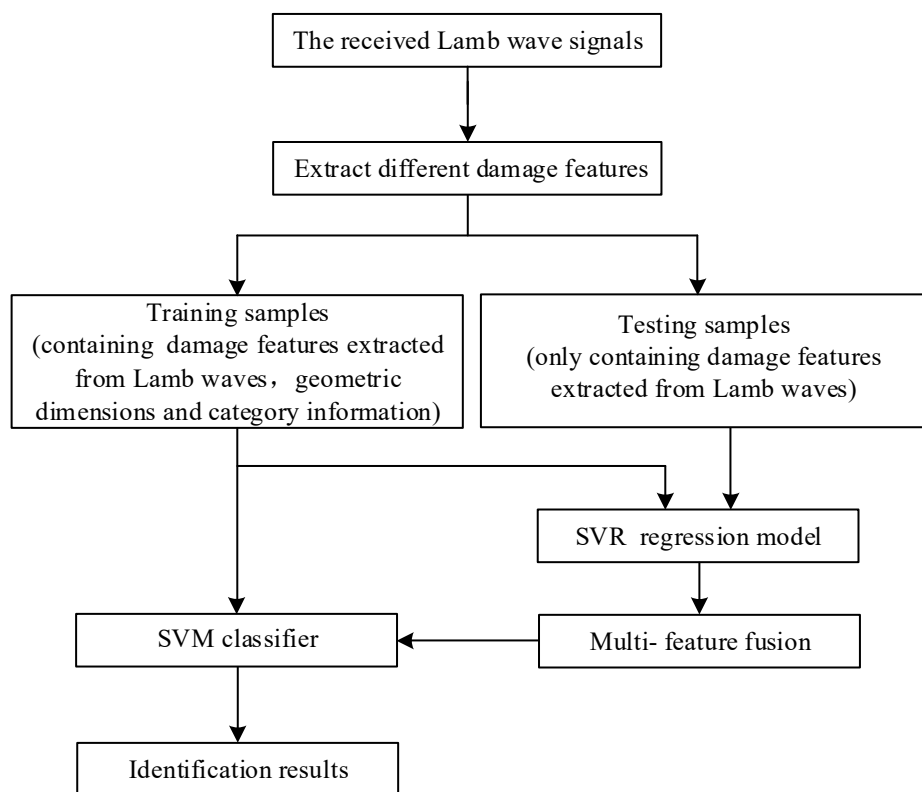 The received Lamb wave signals
Extract different damage features
Training samples
(containing damage features extracted
from Lamb waves，geometric
dimensions and category information)
Testing samples
(only containing damage features
extracted from Lamb waves)
SVR regression model
SVM classifier
Multi- feature fusion
Identification results